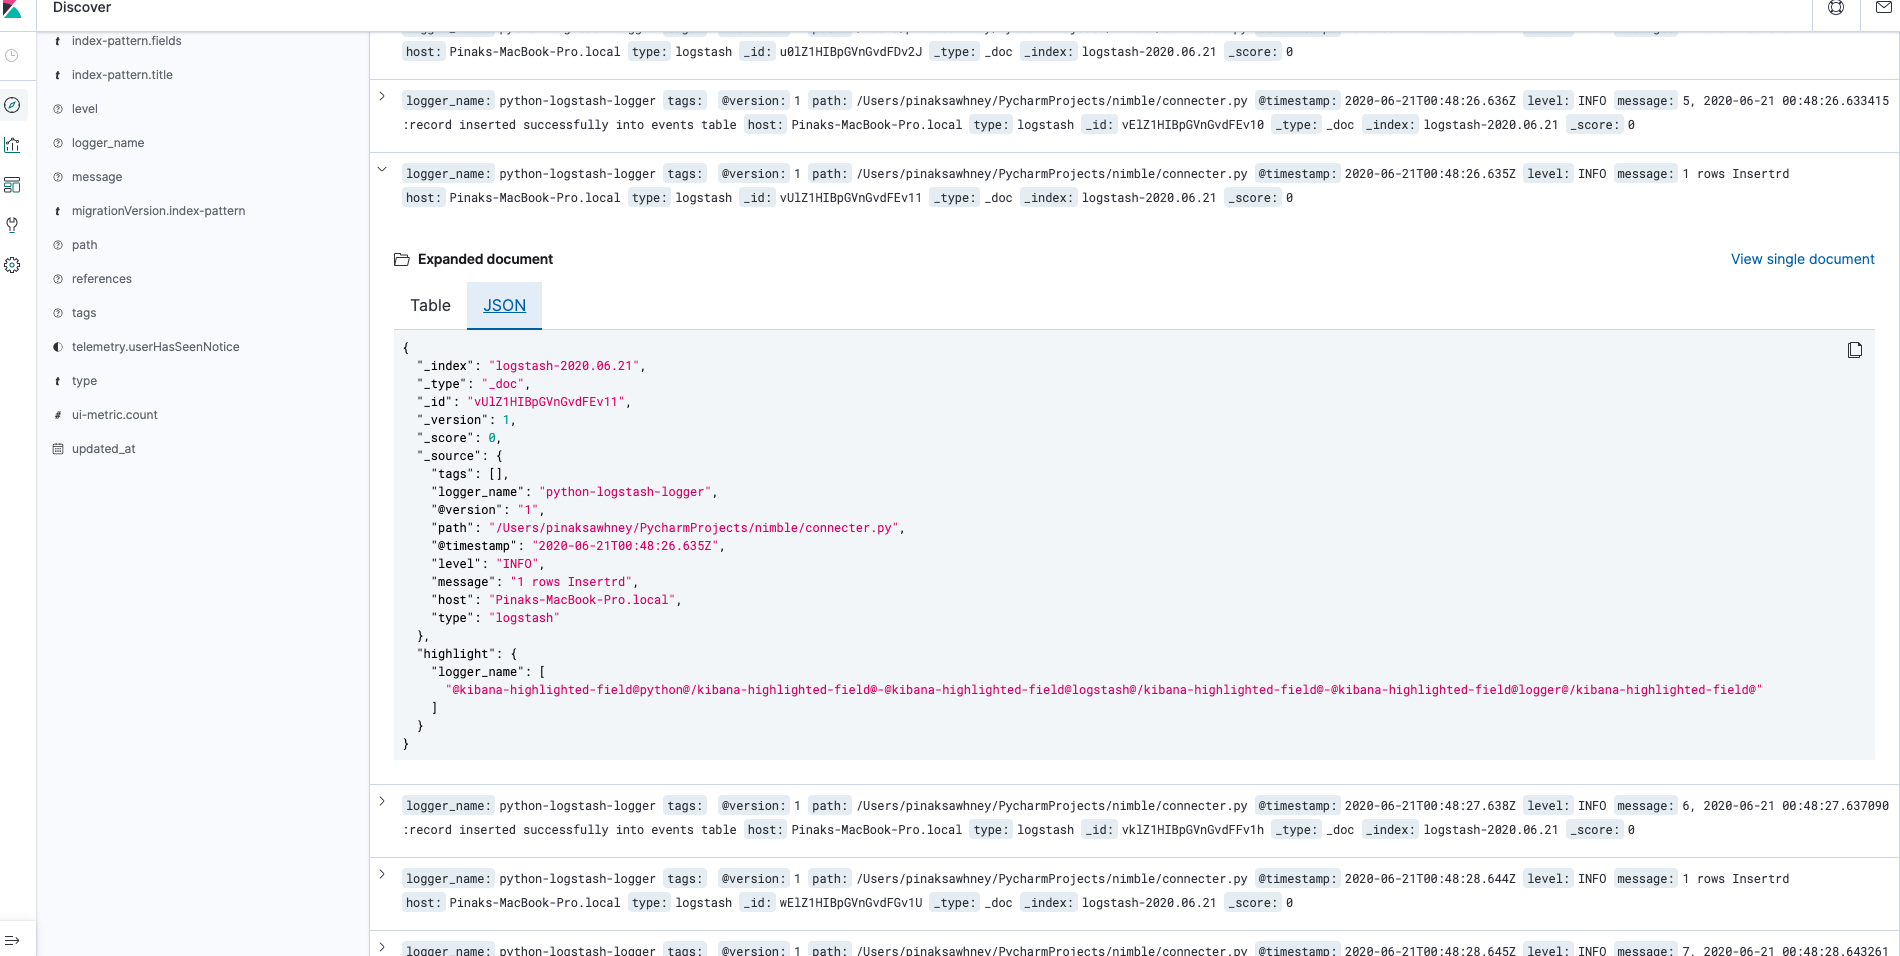 Discover
index-pattern.fields
index-pattern.title
level
logger_name
message
migrationVersion.index-pattern
path
references
tags
telemetry.userHasSeenNotice
type
ui-metric.count
updated_at
host: Pinaks-MacBook-Pro.local type: logstash _id: u0lZ1HIBpGVnGvdFDv2J _type: _doc _index: logstash-2020.06.21 _score: 0
logger_name: python-logstash-logger tags: @version: 1 path: /Users/pinaksawhney/PycharmProjects/nimble/connecter.py @timestamp: 2020-06-21T00:48:26.636Z level: INFO message: 5, 2020-06-21 00:48:26.633415
:record inserted successfully into events table host: Pinaks-MacBook-Pro.local type: logstash _id: vElZ1HIBpGVnGvdFEv10 _type: _doc _index: logstash-2020.06.21 _score: 0
logger_name: python-logstash-logger tags: @version: 1 path: /Users/pinaksawhney/PycharmProjects/nimble/connecter.py @timestamp: 2020-06-21T00:48:26.635Z level: INFO message: 1 rows Insertrd
host: Pinaks-MacBook-Pro.local type: logstash _id: vUlZ1HIBpGVnGvdFEv11 _type: _doc _index: logstash-2020.06.21 _score: 0
Expanded document
View single document
Table JSON
{
"_index": "logstash-2020.06.21",
"_type": "_doc",
"_id": "vUlZ1HIBpGVnGvdFEv11",
"_version": 1,
"_score": 0,
"_source": {
"tags": [],
"logger_name": "python-logstash-logger",
"@version": "1",
"path": "/Users/pinaksawhney/PycharmProjects/nimble/connecter.py",
"@timestamp": "2020-06-21T00:48:26.635Z",
"level": "INFO",
"message": "1 rows Insertrd",
"host": "Pinaks-MacBook-Pro.local",
"type": "logstash"
},
"highlight": {
"logger_name": [
"@kibana-highlighted-field@python@/kibana-highlighted-field@-@kibana-highlighted-field@logstash@/kibana-highlighted-field@-@kibana-highlighted-field@logger@/kibana-highlighted-field@"
]
}
}
logger_name: python-logstash-logger tags: @version: 1 path: /Users/pinaksawhney/PycharmProjects/nimble/connecter.py @timestamp: 2020-06-21T00:48:27.638Z level: INFO message: 6, 2020-06-21 00:48:27.637090
:record inserted successfully into events table host: Pinaks-MacBook-Pro.local type: logstash _id: vklZ1HIBpGVnGvdFFv1h _type: _doc _index: logstash-2020.06.21 _score: 0
logger_name: python-logstash-logger tags: @version: 1 path: /Users/pinaksawhney/PycharmProjects/nimble/connecter.py @timestamp: 2020-06-21T00:48:28.644Z level: INFO message: 1 rows Insertrd
host: Pinaks-MacBook-Pro.local type: logstash _id: wElZ1HIBpGVnGvdFGv1U _type: _doc _index: logstash-2020.06.21 _score: 0
logger_name: python-logstash-logger tags: @version: 1 path: /Users/pinaksawhney/PycharmProjects/nimble/connecter.py @timestamp: 2020-06-21T00:48:28.645Z level: INFO message: 7, 2020-06-21 00:48:28.643261